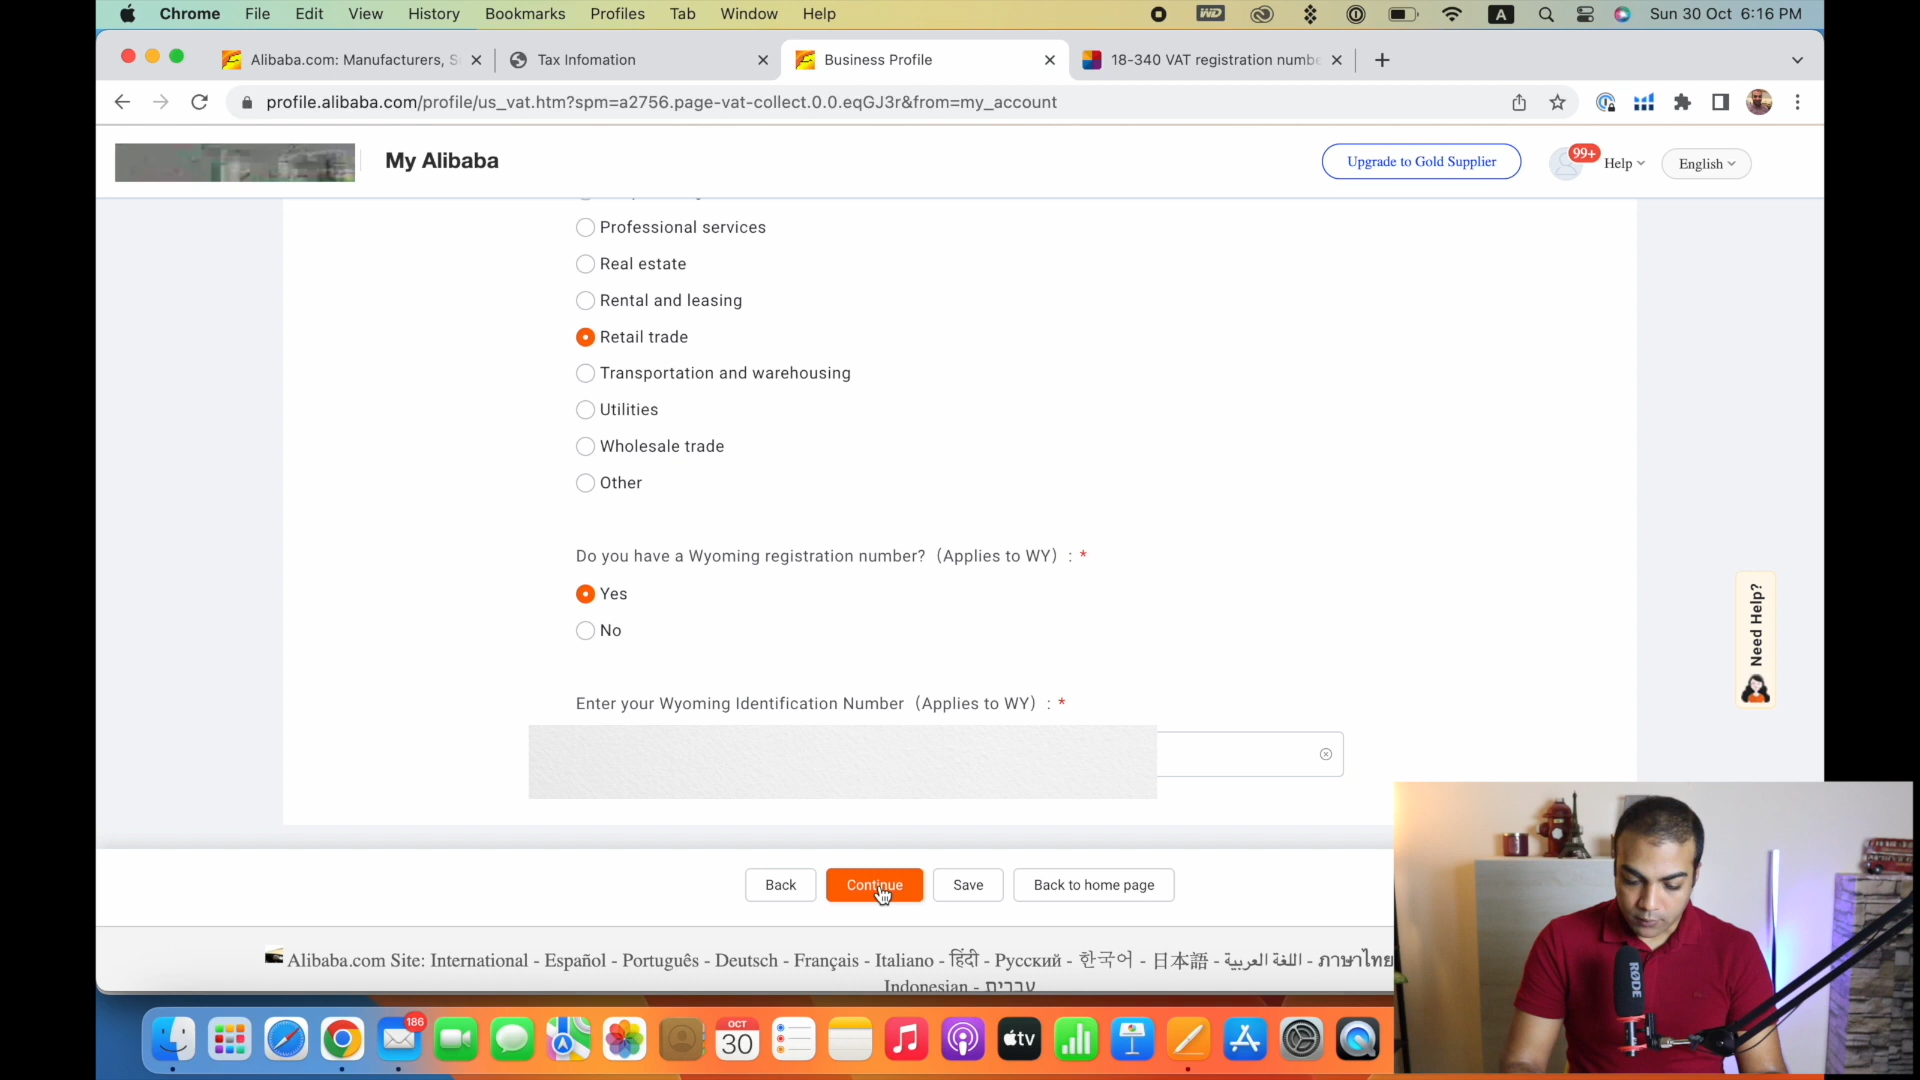 Chrome File Edit View History Bookmarks Profiles Tab Window Help
WD A Sun 30 Oct 6:16 PM
Alibaba.com: Manufacturers, S
Tax Infomation
Business Profile
18-340 VAT registration numbe
profile.alibaba.com/profile/us_vat.htm?spm=a2756.page-vat-collect.0.0.eqGJ3r&from=my_account
My Alibaba
Upgrade to Gold Supplier
99+
Help
English
Professional services
Real estate
Rental and leasing
Retail trade
Transportation and warehousing
Utilities
Wholesale trade
Other
Do you have a Wyoming registration number?（Applies to WY）: *
Yes
No
Enter your Wyoming Identification Number（Applies to WY）: *
Need Help?
Back
Continue
Save
Back to home page
Alibaba.com Site: International - Español - Português - Deutsch - Français - Italiano - हिंदी - Русский - 한국어 - 日本語 - اللغة العربية - ภาษาไทย
Indonesian - עברית
186
OCT
30
tv
RØDE